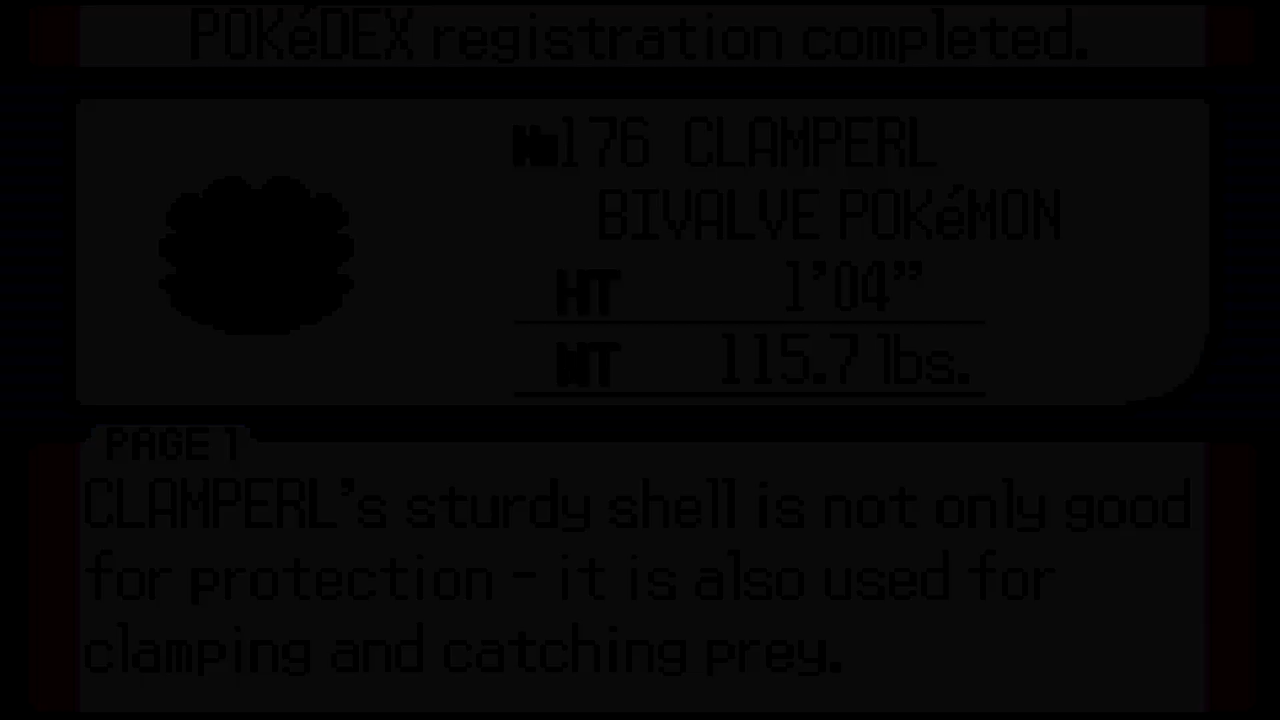 POKéDEX registration completed.
№176 CLAMPERL
BIVALVE POKéMON
HT 1’04”
WT 115.7 lbs.
PAGE 1
CLAMPERL’s sturdy shell is not only good
for protection – it is also used for
clamping and catching prey.